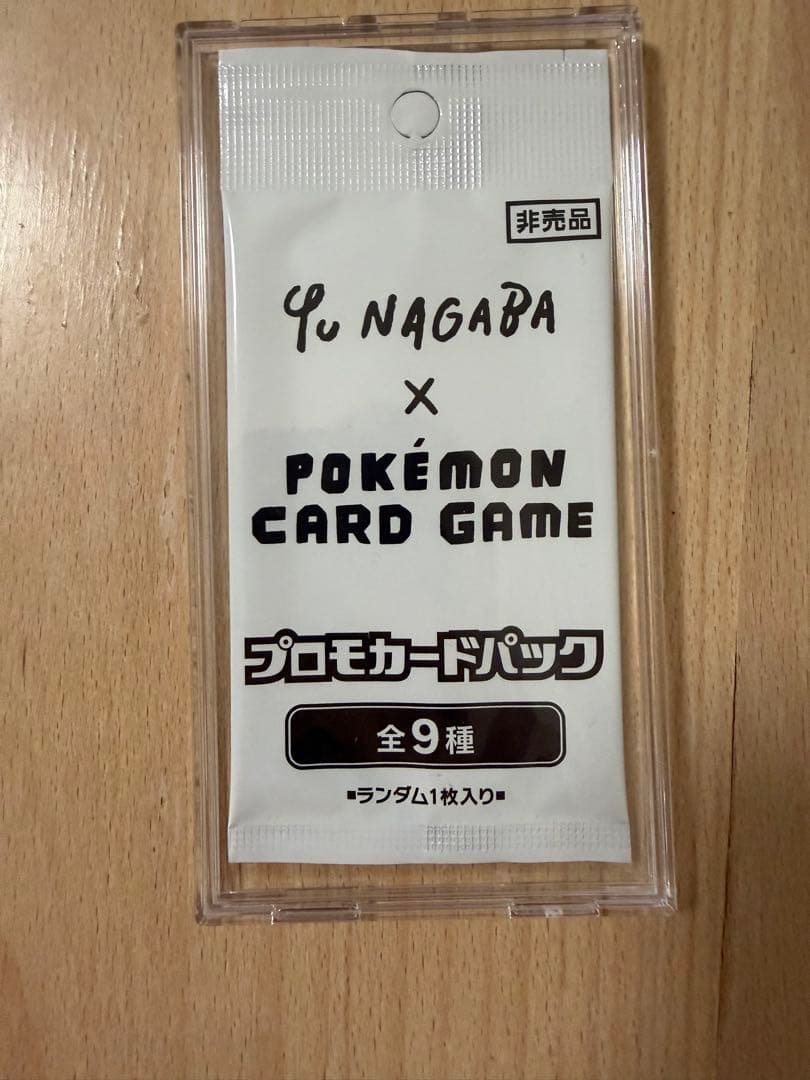 非売品
Yu NAGABA
×
POKÉMON
CARD GAME
プロモカードパック
全9種
▪ランダム1枚入り▪